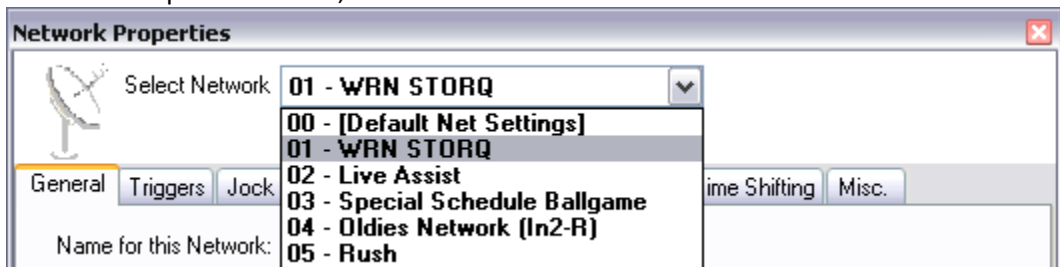 Network Properties
Select Network 01 - WRN STORQ
00 - [Default Net Settings]
01 - WRN STORQ
02 - Live Assist
General Triggers Jock ime Shifting Misc.
03 - Special Schedule Ballgame
04 - Oldies Network (In2-R)
Name for this Network:
05 - Rush